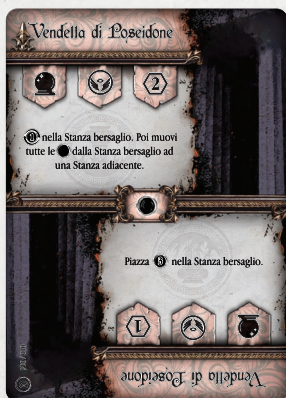 Vendetta di Poseidone
2
nella Stanza bersaglio. Poi muovi
tutte le dalla Stanza bersaglio ad
una Stanza adiacente.
Piazza nella Stanza bersaglio.
1
Vendetta di Poseidone